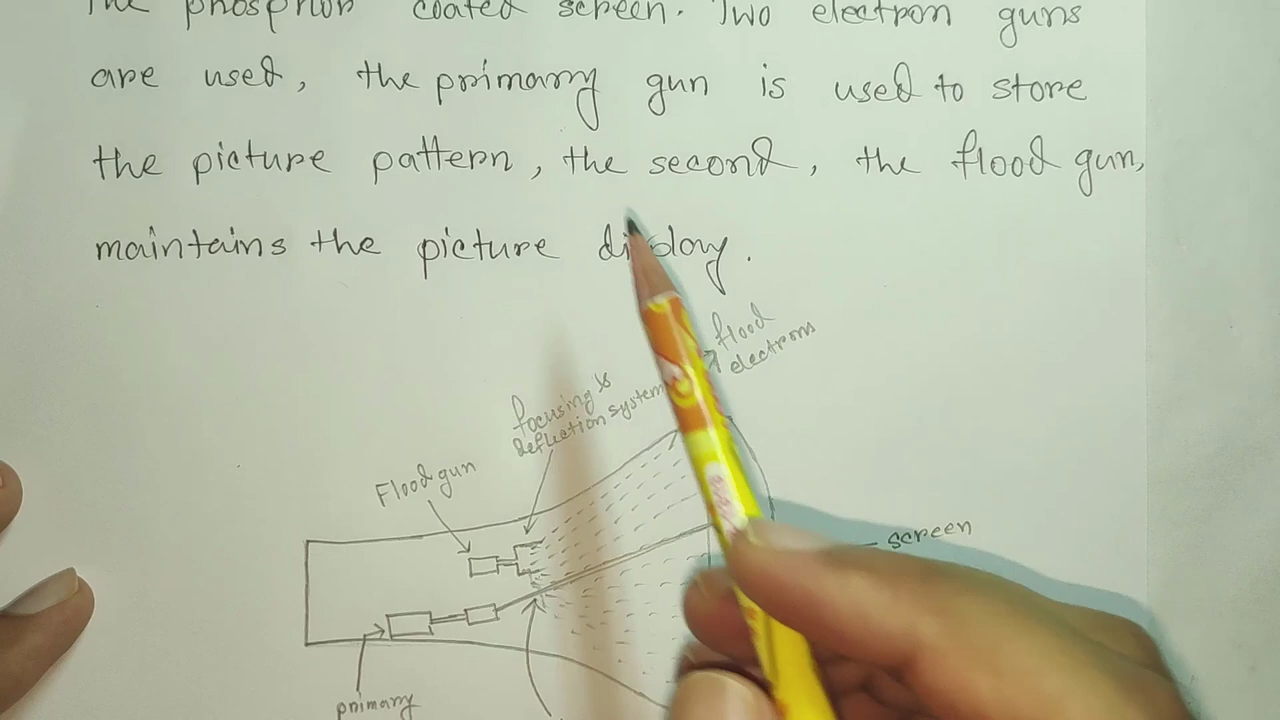 The phosphor coated screen. Two electron guns
are used, the primary gun is used to store
the picture pattern, the second, the flood gun,
maintains the picture display.
flood
electrons
focusing &
deflection system
Flood gun
screen
primary